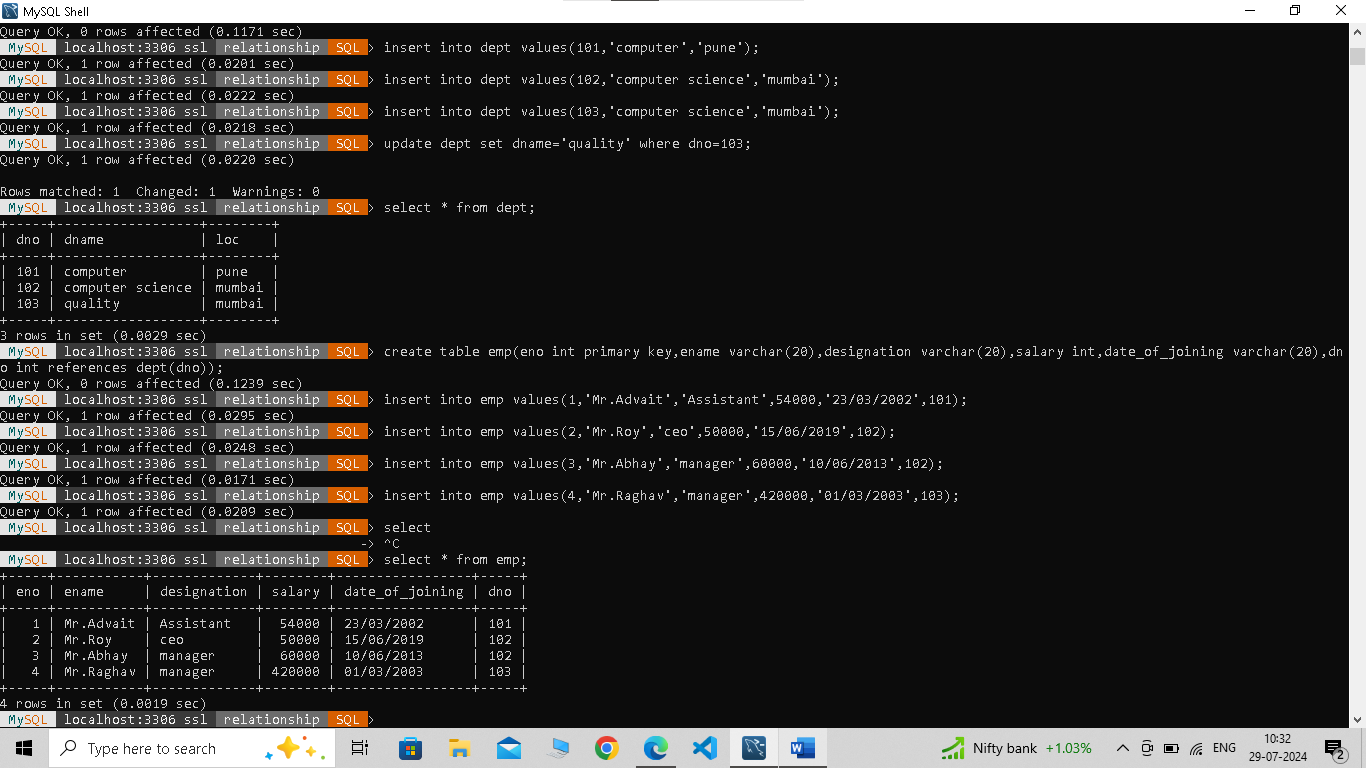 MySQL Shell
Query OK, 0 rows affected (0.1171 sec)
MySQL localhost:3306 ssl relationship SQL > insert into dept values(101,'computer','pune');
Query OK, 1 row affected (0.0201 sec)
MySQL localhost:3306 ssl relationship SQL > insert into dept values(102,'computer science','mumbai');
Query OK, 1 row affected (0.0222 sec)
MySQL localhost:3306 ssl relationship SQL > insert into dept values(103,'computer science','mumbai');
Query OK, 1 row affected (0.0218 sec)
MySQL localhost:3306 ssl relationship SQL > update dept set dname='quality' where dno=103;
Query OK, 1 row affected (0.0220 sec)
Rows matched: 1  Changed: 1  Warnings: 0
MySQL localhost:3306 ssl relationship SQL > select * from dept;
+-----+------------------+--------+
| dno | dname            | loc    |
+-----+------------------+--------+
| 101 | computer         | pune   |
| 102 | computer science | mumbai |
| 103 | quality          | mumbai |
+-----+------------------+--------+
3 rows in set (0.0029 sec)
MySQL localhost:3306 ssl relationship SQL > create table emp(eno int primary key,ename varchar(20),designation varchar(20),salary int,date_of_joining varchar(20),dn
o int references dept(dno));
Query OK, 0 rows affected (0.1239 sec)
MySQL localhost:3306 ssl relationship SQL > insert into emp values(1,'Mr.Advait','Assistant',54000,'23/03/2002',101);
Query OK, 1 row affected (0.0295 sec)
MySQL localhost:3306 ssl relationship SQL > insert into emp values(2,'Mr.Roy','ceo',50000,'15/06/2019',102);
Query OK, 1 row affected (0.0248 sec)
MySQL localhost:3306 ssl relationship SQL > insert into emp values(3,'Mr.Abhay','manager',60000,'10/06/2013',102);
Query OK, 1 row affected (0.0171 sec)
MySQL localhost:3306 ssl relationship SQL > insert into emp values(4,'Mr.Raghav','manager',420000,'01/03/2003',103);
Query OK, 1 row affected (0.0209 sec)
MySQL localhost:3306 ssl relationship SQL > select
-> ^C
MySQL localhost:3306 ssl relationship SQL > select * from emp;
+-----+-----------+-------------+--------+-----------------+-----+
| eno | ename     | designation | salary | date_of_joining | dno |
+-----+-----------+-------------+--------+-----------------+-----+
|   1 | Mr.Advait | Assistant   |  54000 | 23/03/2002      | 101 |
|   2 | Mr.Roy    | ceo         |  50000 | 15/06/2019      | 102 |
|   3 | Mr.Abhay  | manager     |  60000 | 10/06/2013      | 102 |
|   4 | Mr.Raghav | manager     | 420000 | 01/03/2003      | 103 |
+-----+-----------+-------------+--------+-----------------+-----+
4 rows in set (0.0019 sec)
MySQL localhost:3306 ssl relationship SQL >
Type here to search
Nifty bank +1.03%
ENG
10:32
29-07-2024
2